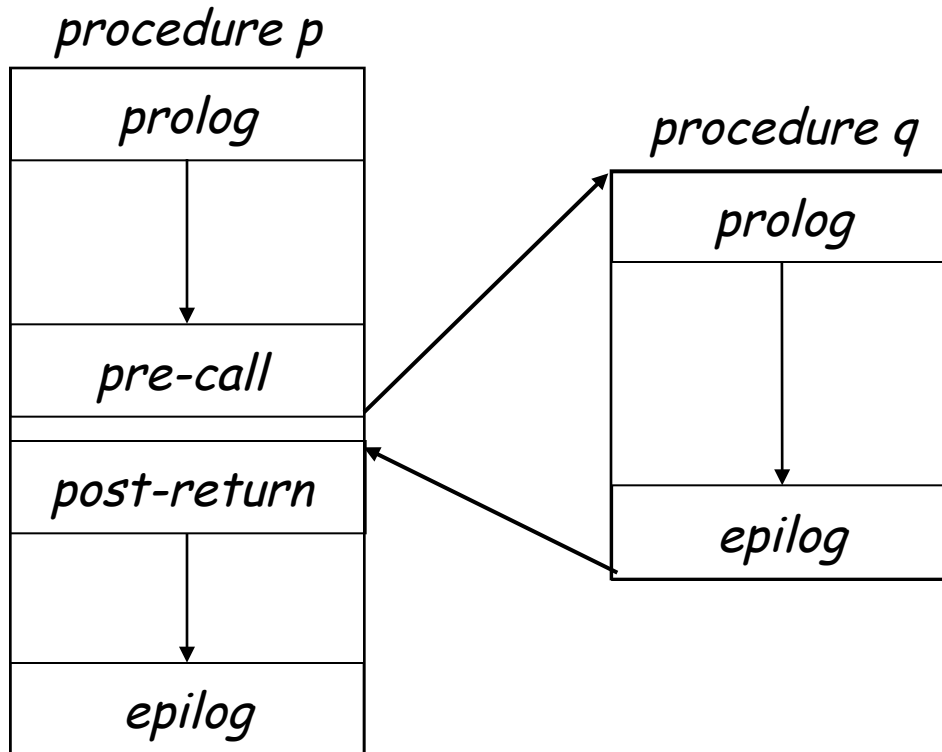 procedure p
prolog
pre-call
post-return
epilog
procedure q
prolog
epilog